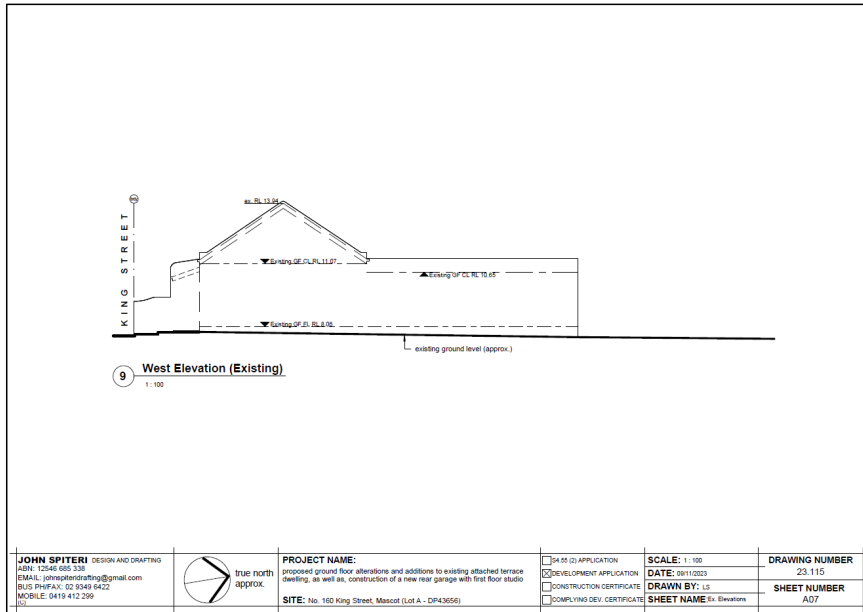 ex. RL 13.94
KING STREET
Existing GF CL RL 11.07
Existing GF CL RL 10.65
Existing GF FL RL 8.06
existing ground level (approx.)
9 West Elevation (Existing)
1 : 100
JOHN SPITERI DESIGN AND DRAFTING
ABN: 12546 685 338
EMAIL: johnspiteridrafting@gmail.com
BUS PH/FAX: 02 9349 6422
MOBILE: 0419 412 299
(C)
true north
approx.
PROJECT NAME:
proposed ground floor alterations and additions to existing attached terrace
dwelling, as well as, construction of a new rear garage with first floor studio
SITE: No. 160 King Street, Mascot (Lot A - DP43656)
S4.55 (2) APPLICATION
DEVELOPMENT APPLICATION
CONSTRUCTION CERTIFICATE
COMPLYING DEV. CERTIFICATE
SCALE: 1 : 100
DATE: 09/11/2023
DRAWN BY: LS
SHEET NAME: Ex. Elevations
DRAWING NUMBER
23.115
SHEET NUMBER
A07